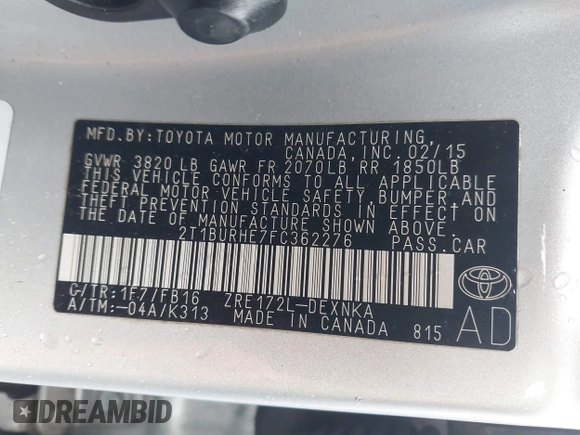 MFD.BY:TOYOTA MOTOR MANUFACTURING,
CANADA,INC.02/15
GVWR 3820LB GAWR FR 2070LB RR 1850LB
THIS VEHICLE CONFORMS TO ALL APPLICABLE
FEDERAL MOTOR VEHICLE SAFETY,BUMPER,AND
THEFT PREVENTION STANDARDS IN EFFECT ON
THE DATE OF MANUFACTURE SHOWN ABOVE.
2T1BURHE7FC362276 PASS.CAR
C/TR:1F7/FB16 ZRE172L-DEXNKA
A/TM:-04A/K313 MADE IN CANADA 815 AD
DREAMBID